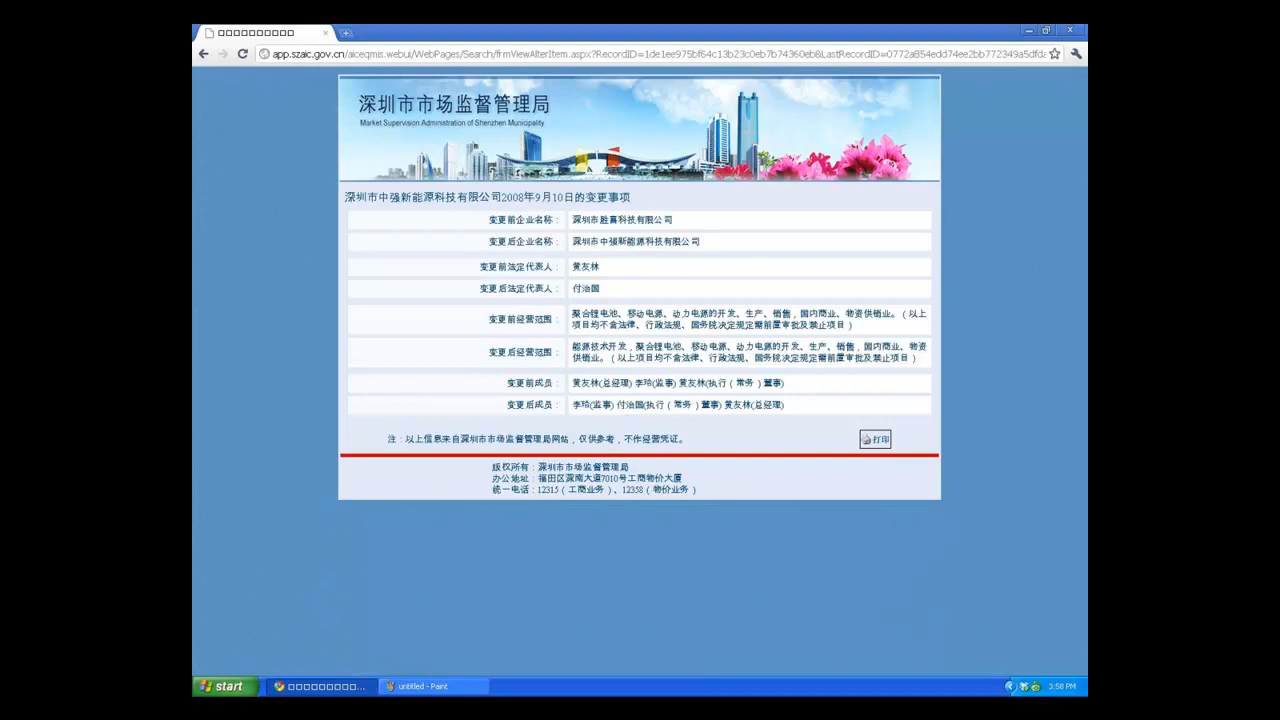 app.szaic.gov.cn/aiceqmis.webui/WebPages/Search/frmViewAlterItem.aspx?RecordID=1de1ee975bf64c13b23c0eb7b74360eb&LastRecordID=0772a854edd74ee2bb772349a5dfd
深圳市市场监督管理局
Market Supervision Administration of Shenzhen Municipality
深圳市中强新能源科技有限公司2008年9月10日的变更事项
变更前企业名称： 深圳市胜嘉科技有限公司
变更后企业名称： 深圳市中强新能源科技有限公司
变更前法定代表人： 黄友林
变更后法定代表人： 付治国
变更前经营范围： 聚合锂电池、移动电源、动力电源的开发、生产、销售，国内商业、物资供销业。（以上
项目均不含法律、行政法规、国务院决定规定需前置审批及禁止项目）
变更后经营范围： 能源技术开发，聚合锂电池、移动电源、动力电源的开发、生产、销售，国内商业、物资
供销业。（以上项目均不含法律、行政法规、国务院决定规定需前置审批及禁止项目）
变更前成员： 黄友林(总经理) 李玲(监事) 黄友林(执行（常务）董事)
变更后成员： 李玲(监事) 付治国(执行（常务）董事) 黄友林(总经理)
注：以上信息来自深圳市市场监督管理局网站，仅供参考，不作经营凭证。
打印
版权所有：深圳市市场监督管理局
办公地址：福田区深南大道7010号工商物价大厦
统一电话：12315（工商业务）、12358（物价业务）
start
untitled - Paint
3:58 PM